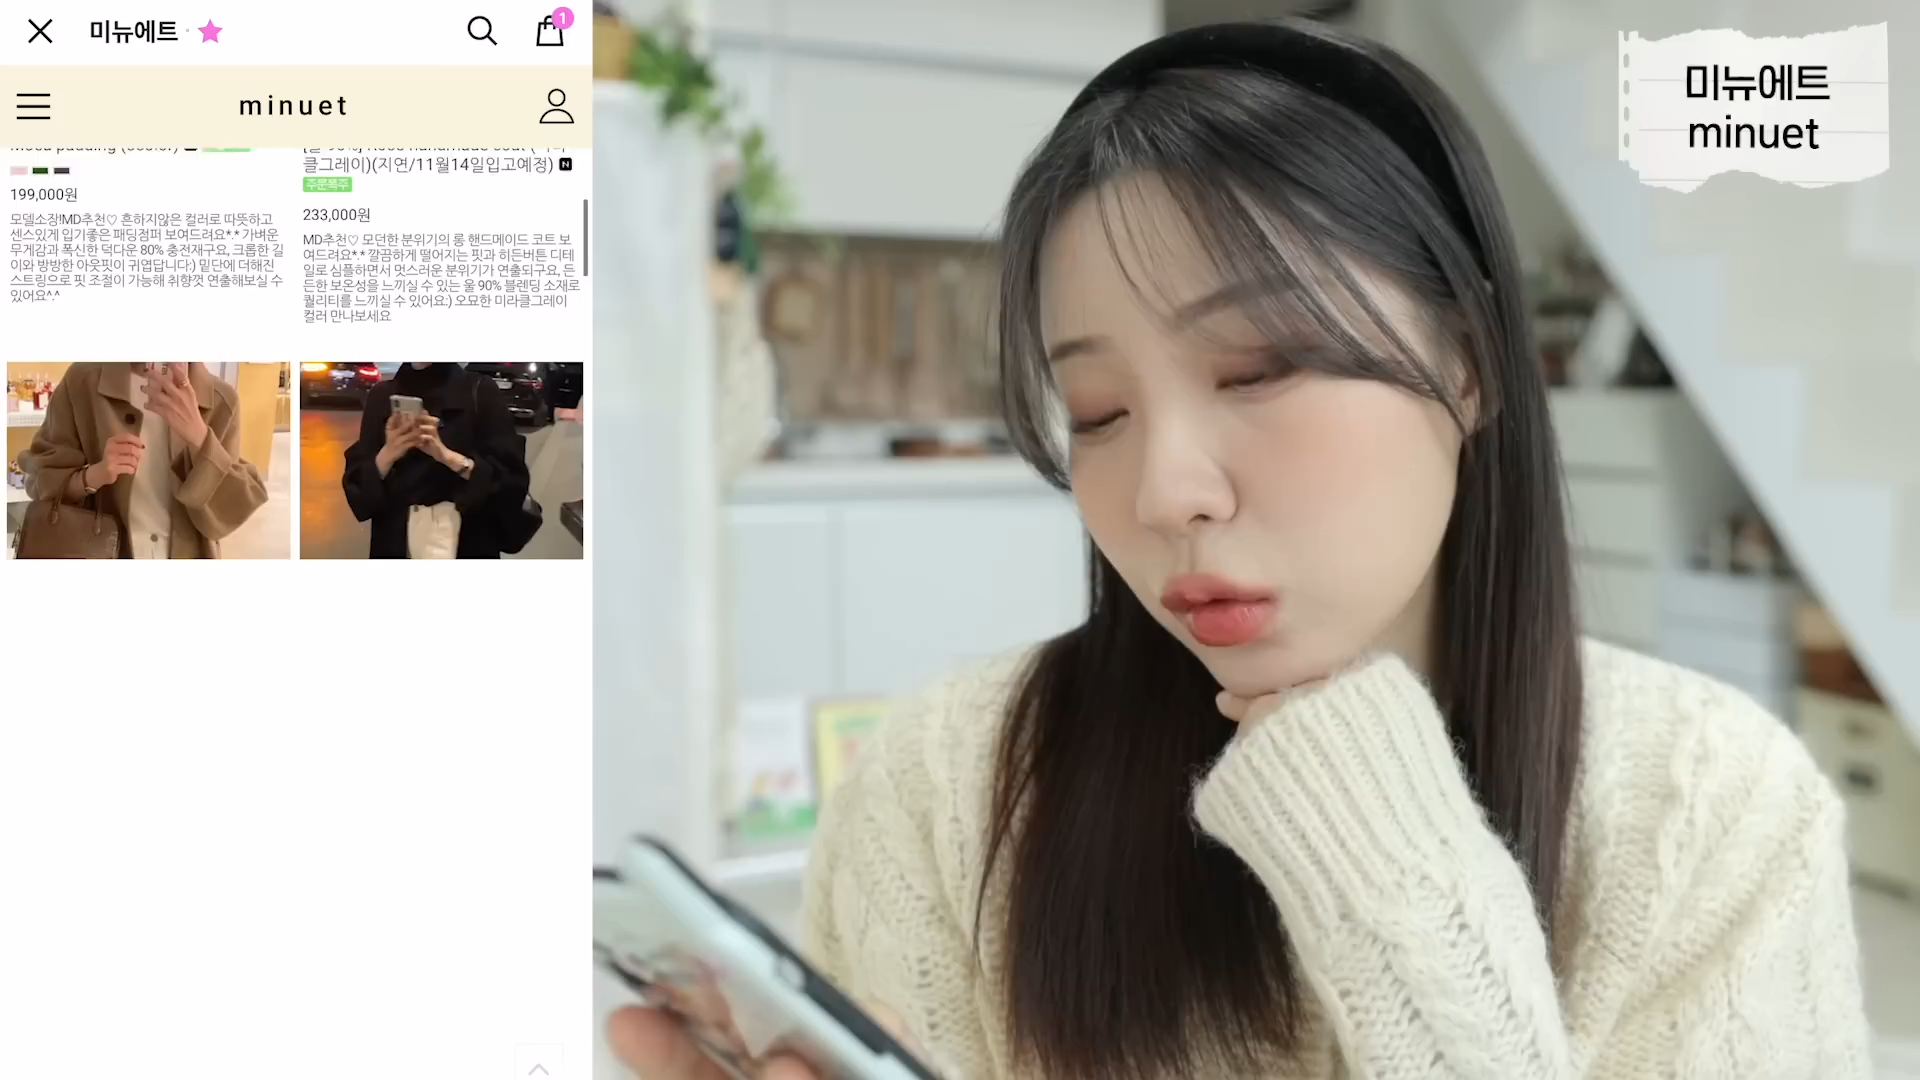 미뉴에트
1
minuet
클그레이)(지연/11월14일입고예정) N
주문폭주
199,000원
모델소장!MD추천♡ 흔하지않은 컬러로 따뜻하고
센스있게 입기좋은 패딩점퍼 보여드려요*.* 가벼운
무게감과 폭신한 덕다운 80% 충전재구요, 크롭한 길
이와 방방한 아웃핏이 귀엽답니다:) 밑단에 더해진
스트링으로 핏 조절이 가능해 취향껏 연출해보실 수
있어요^.^
233,000원
MD추천♡ 모던한 분위기의 롱 핸드메이드 코트 보
여드려요*.* 깔끔하게 떨어지는 핏과 히든버튼 디테
일로 심플하면서 멋스러운 분위기가 연출되구요, 든
든한 보온성을 느끼실 수 있는 울 90% 블렌딩 소재로
퀄리티를 느끼실 수 있어요:) 오묘한 미라클그레이
컬러 만나보세요
미뉴에트
minuet